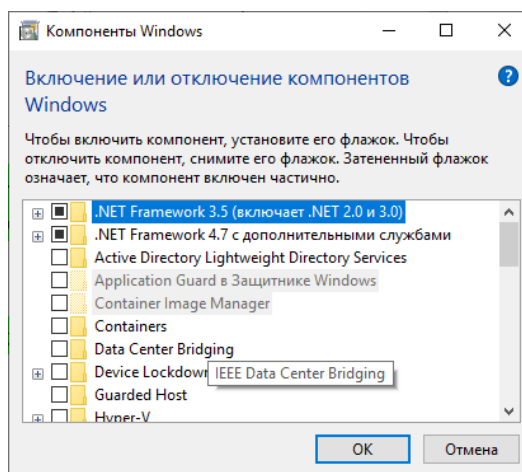 Компоненты Windows
Включение или отключение компонентов
Windows
Чтобы включить компонент, установите его флажок. Чтобы
отключить компонент, снимите его флажок. Затененный флажок
означает, что компонент включен частично.
.NET Framework 3.5 (включает .NET 2.0 и 3.0)
.NET Framework 4.7 с дополнительными службами
Active Directory Lightweight Directory Services
Application Guard в Защитнике Windows
Container Image Manager
Containers
Data Center Bridging
Device Lockdown
IEEE Data Center Bridging
Guarded Host
Hyper-V
OK
Отмена